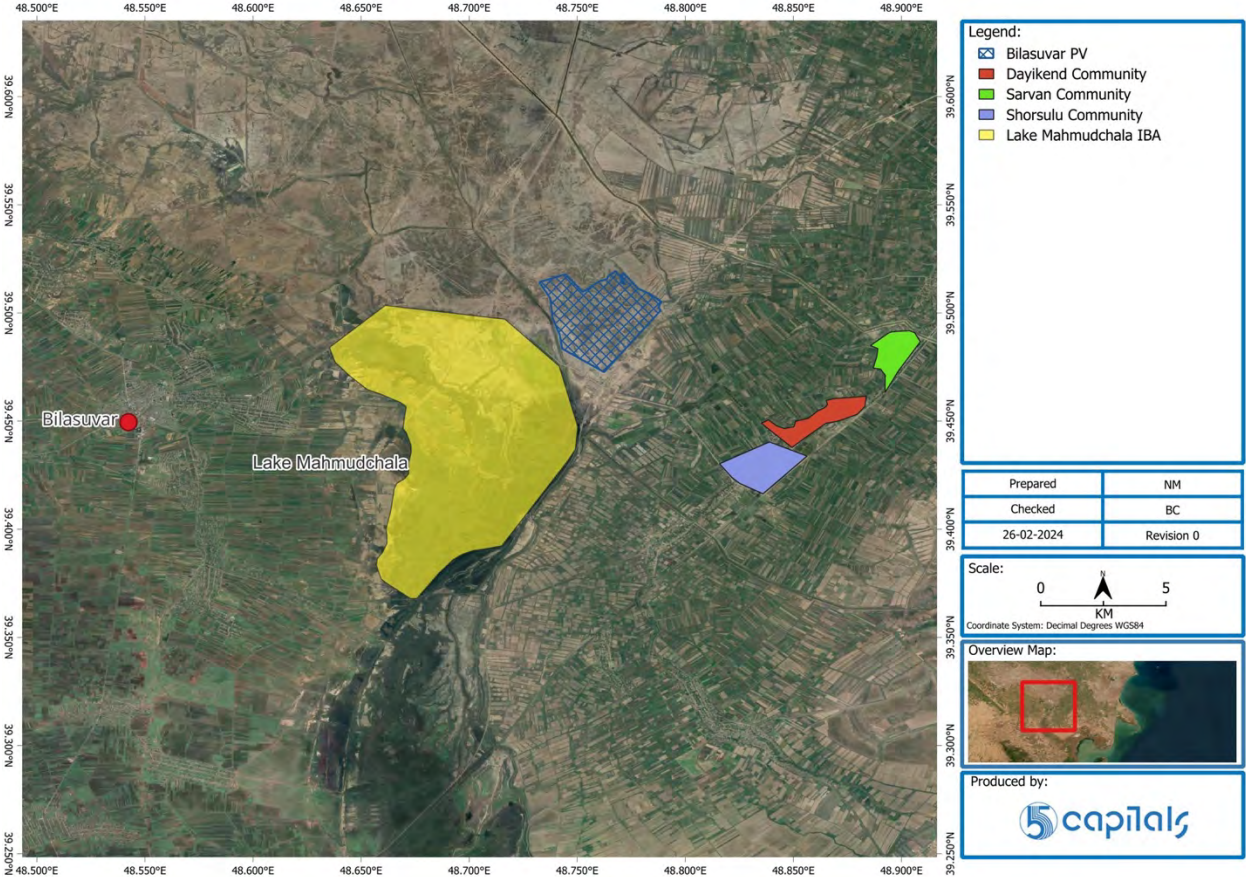 48.500°E 48.550°E 48.600°E 48.650°E 48.700°E 48.750°E 48.800°E 48.850°E 48.900°E
39.600°N
39.550°N
39.500°N
39.450°N
39.400°N
39.350°N
39.300°N
39.250°N
Bilasuvar
Lake Mahmudchala
39.600°N
39.550°N
39.500°N
39.450°N
39.400°N
39.350°N
39.300°N
39.250°N
48.500°E 48.550°E 48.600°E 48.650°E 48.700°E 48.750°E 48.800°E 48.850°E 48.900°E
Legend:
Bilasuvar PV
Dayikend Community
Sarvan Community
Shorsulu Community
Lake Mahmudchala IBA
Prepared NM
Checked BC
26-02-2024 Revision 0
Scale:
N
0 5
KM
Coordinate System: Decimal Degrees WGS84
Overview Map:
Produced by:
5 capitals